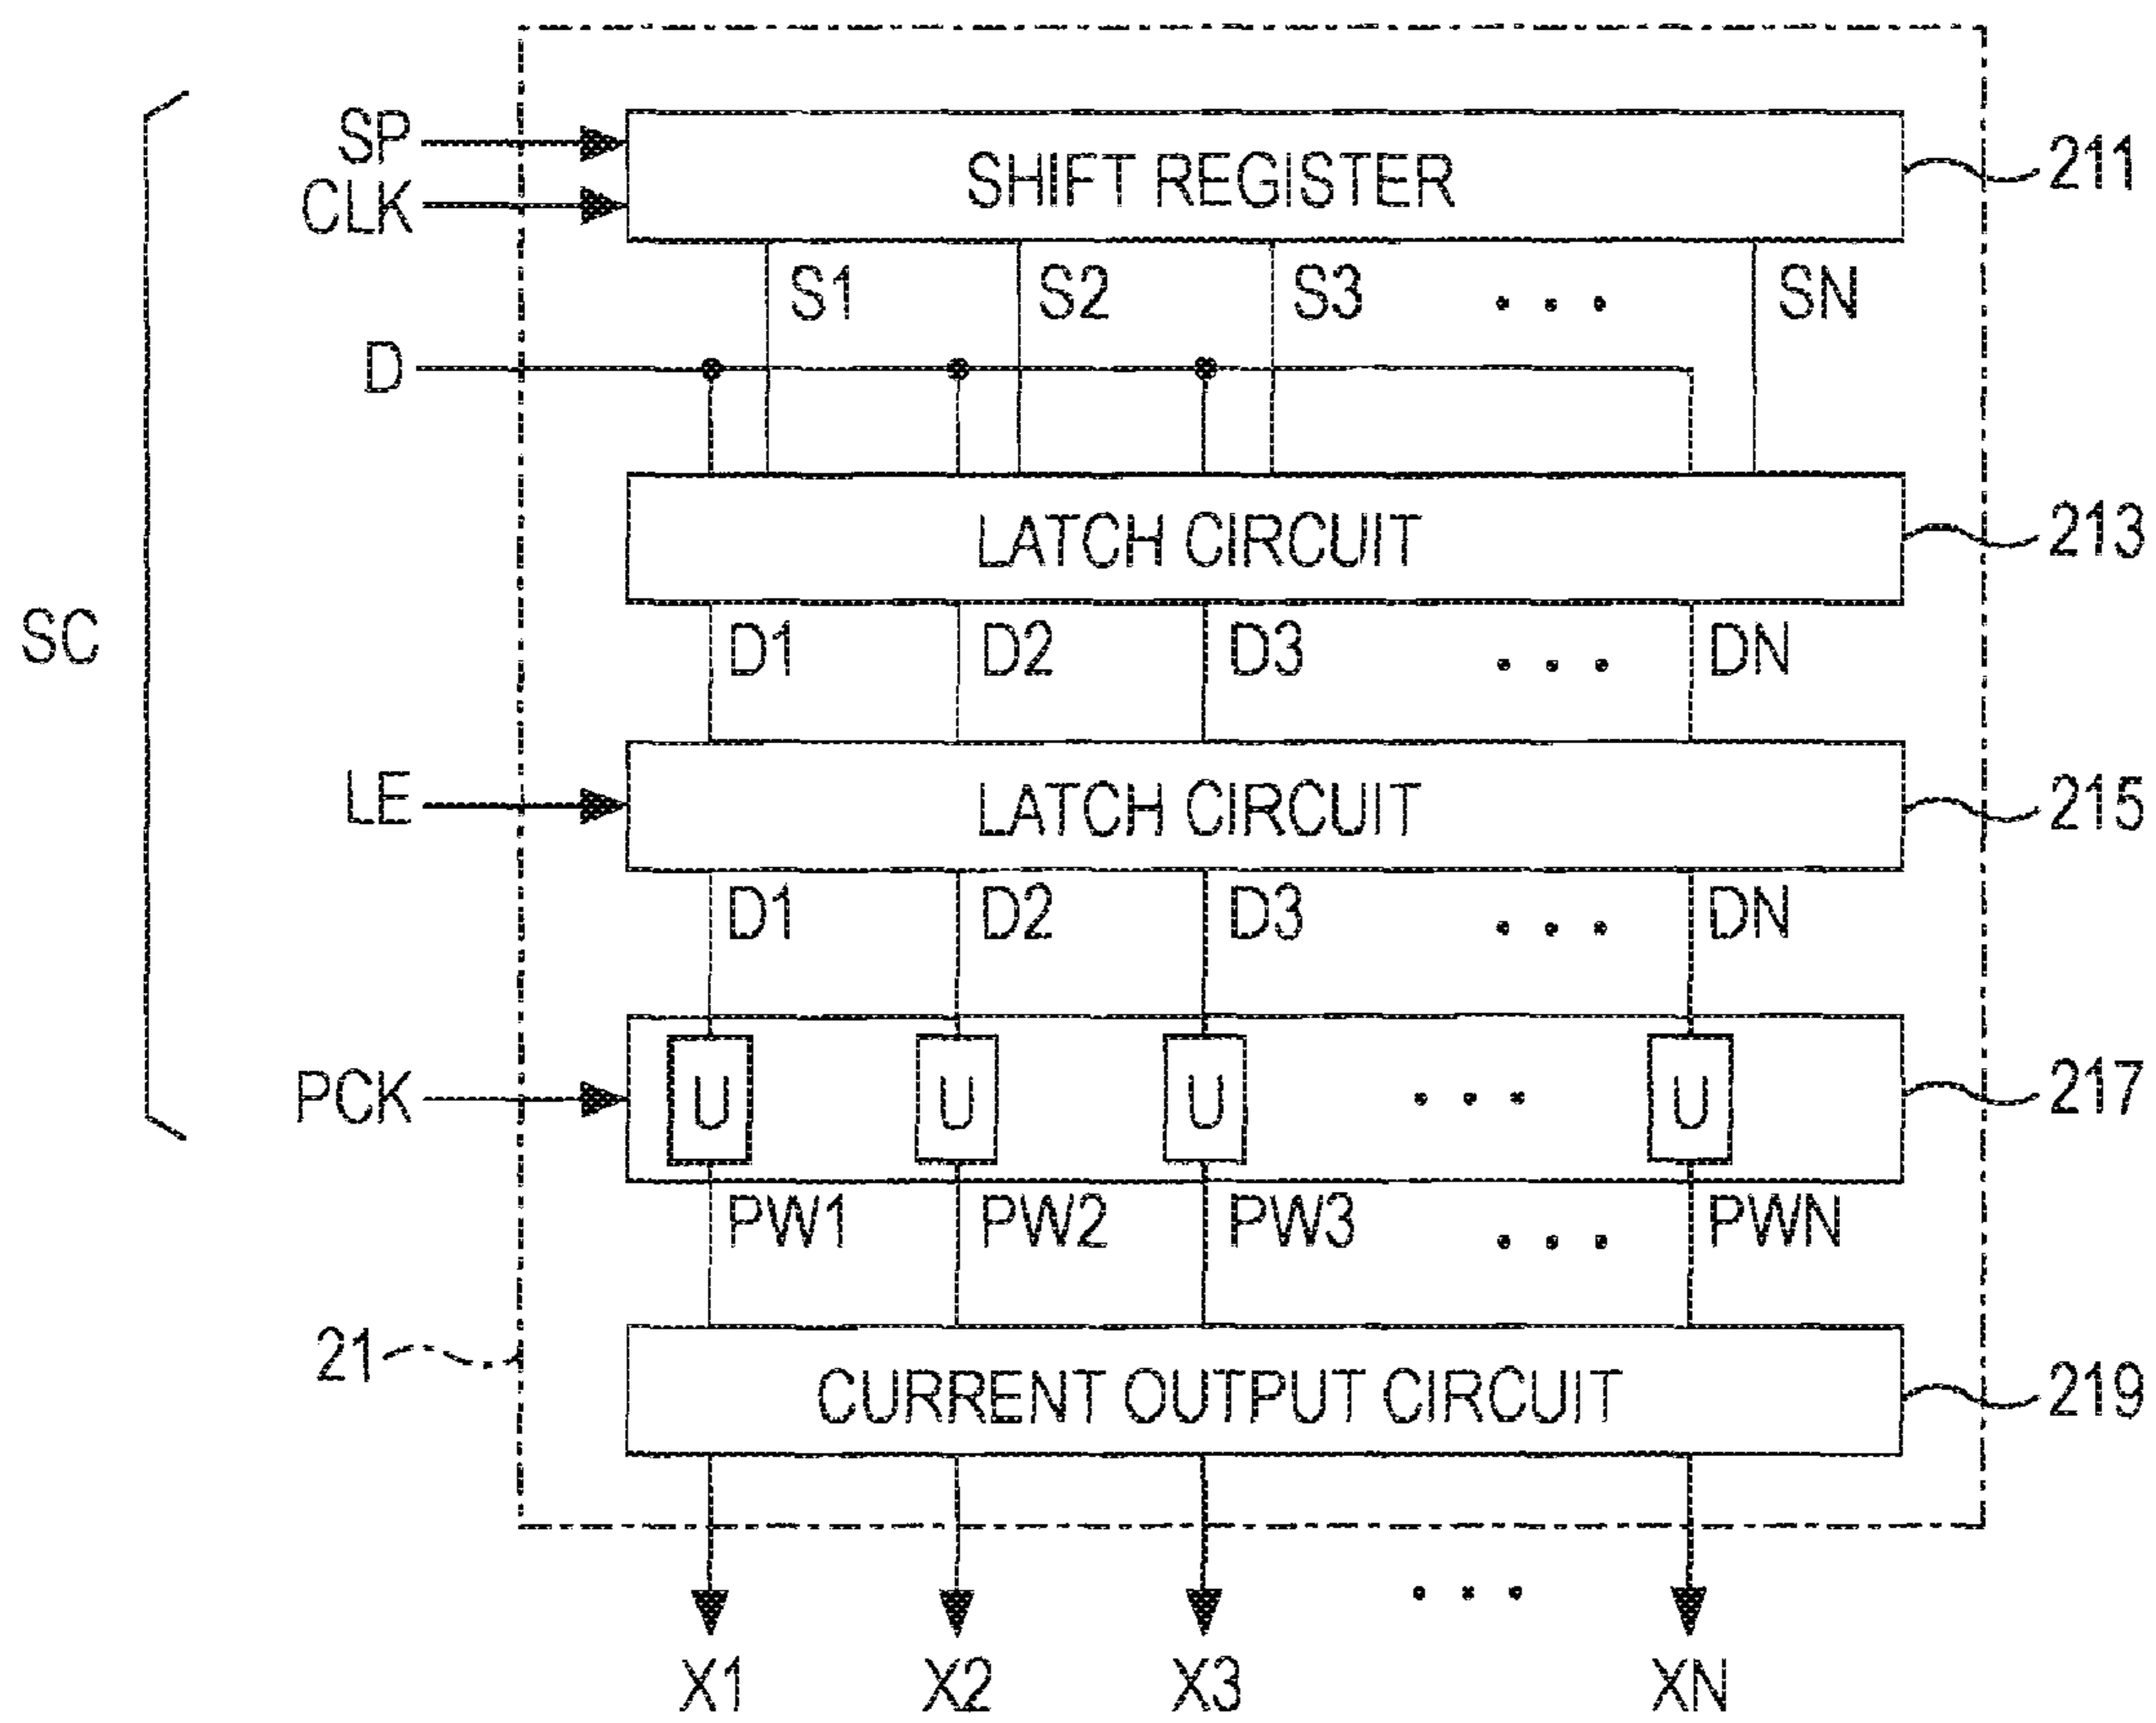 SP
SHIFT REGISTER
211
CLK
S1 S2 S3 . . . SN
D
LATCH CIRCUIT
213
SC
D1 D2 D3 . . . DN
LE
LATCH CIRCUIT
215
D1 D2 D3 . . . DN
PCK
U U U . . . U
217
PW1 PW2 PW3 . . . PWN
21
CURRENT OUTPUT CIRCUIT
219
. . .
X1 X2 X3 XN